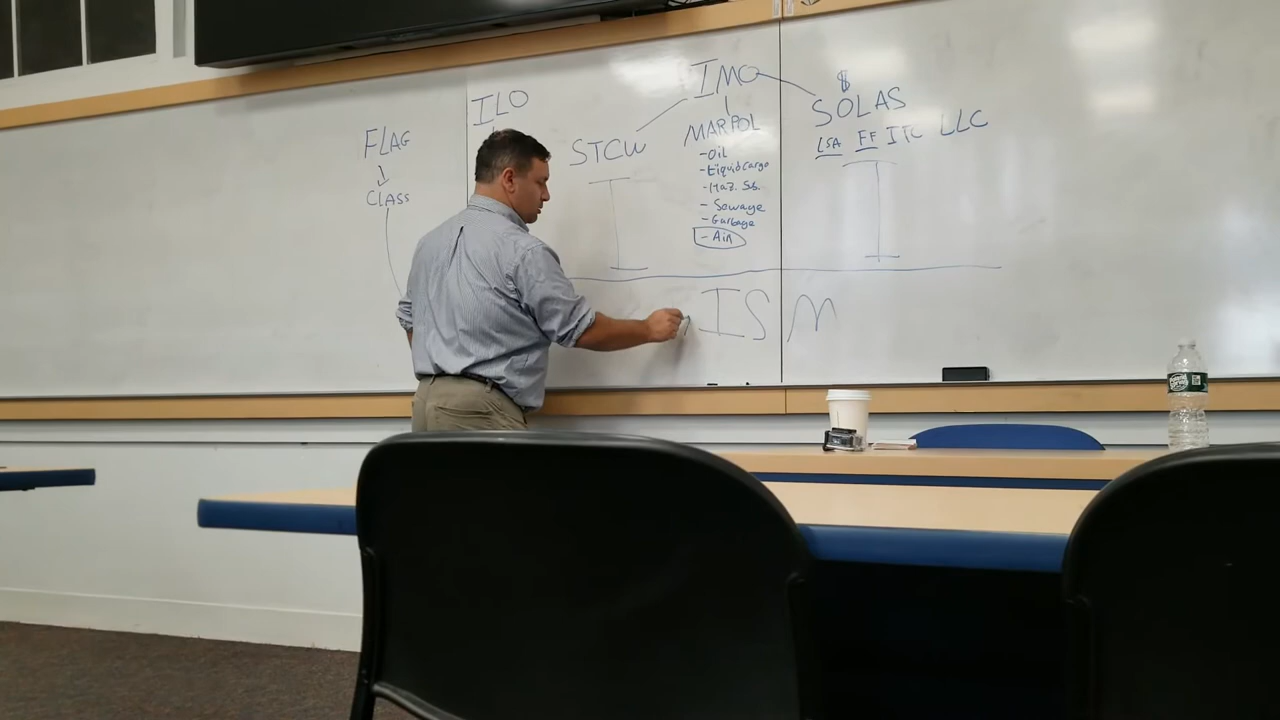 FLAG
CLASS
ILO
IMO
STCW
MARPOL
-Oil
-Liquid Cargo
-Haz. Sb.
- Sewage
- Garbage
- Air
$
SOLAS
LSA FF ITC LLC
ISM